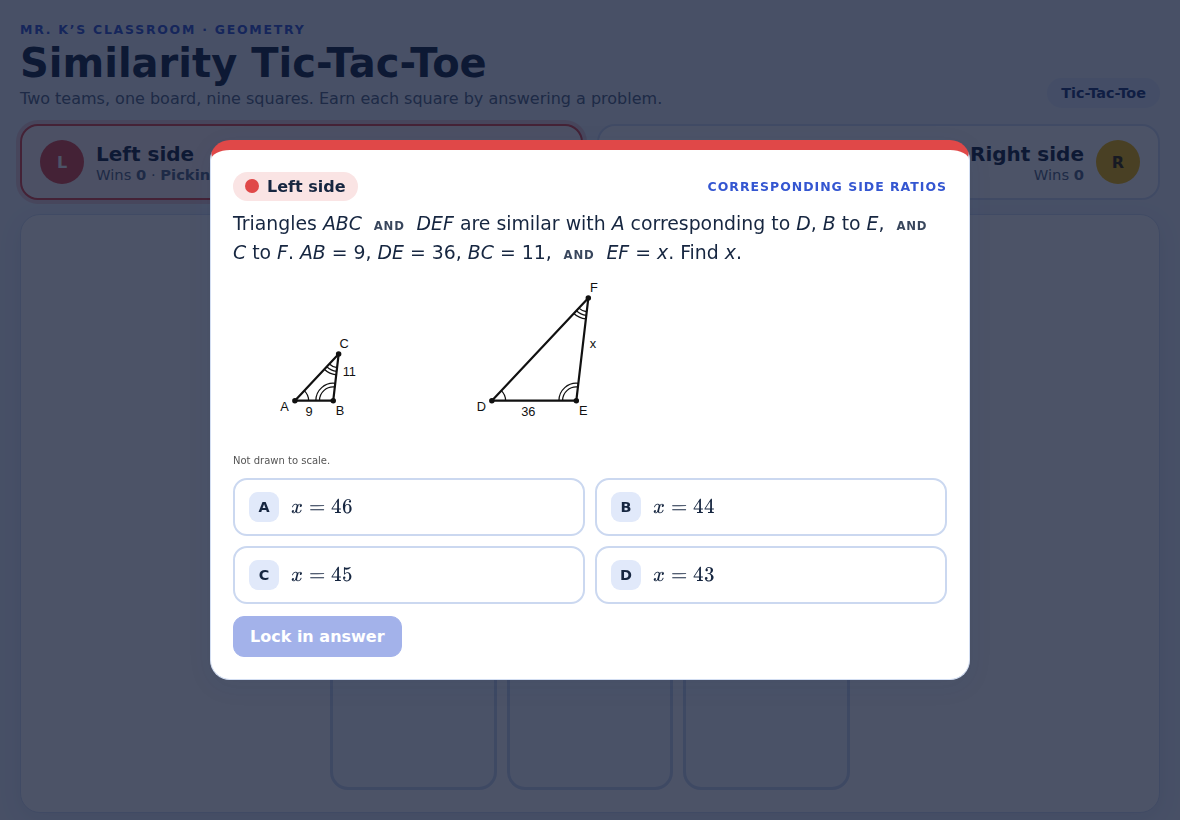 MR. K'S CLASSROOM · GEOMETRY
Similarity Tic-Tac-Toe
Two teams, one board, nine squares. Earn each square by answering a problem.
Tic-Tac-Toe
L
Left side
Wins 0 · Pickin
Right side
Wins 0
R
Left side
CORRESPONDING SIDE RATIOS
Triangles ABC AND DEF are similar with A corresponding to D, B to E, AND
C to F. AB = 9, DE = 36, BC = 11, AND EF = x. Find x.
F
C
x
11
A
9
B
D
36
E
Not drawn to scale.
A x = 46
B x = 44
C x = 45
D x = 43
Lock in answer